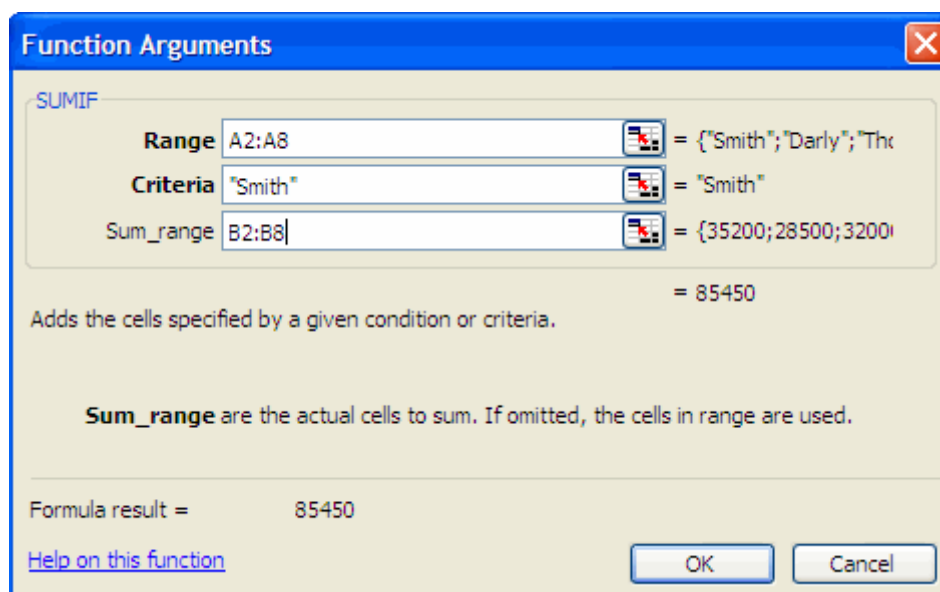 Function Arguments
SUMIF
Range A2:A8 = {"Smith";"Darly";"Tho
Criteria "Smith" = "Smith"
Sum_range B2:B8 = {35200;28500;32000
= 85450
Adds the cells specified by a given condition or criteria.
Sum_range are the actual cells to sum. If omitted, the cells in range are used.
Formula result = 85450
Help on this function OK Cancel